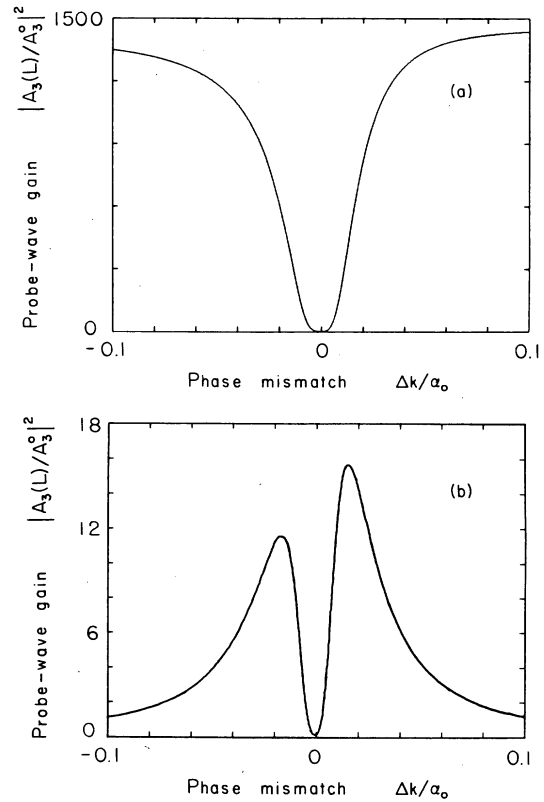 1500
|A₃(L)/A₃°|²
(a)
Probe-wave gain
0
-0.1 0 0.1
Phase mismatch Δk/α₀
18
|A₃(L)/A₃°|²
(b)
12
Probe-wave gain
6
0
-0.1 0 0.1
Phase mismatch Δk/α₀